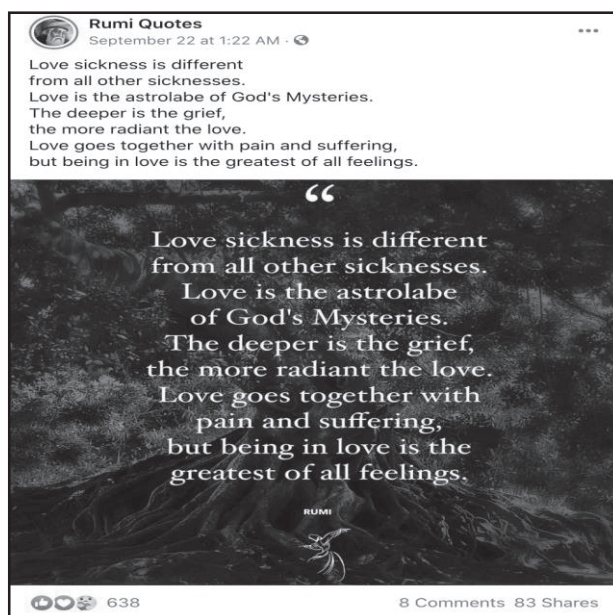 Rumi Quotes
September 22 at 1:22 AM ·
Love sickness is different
from all other sicknesses.
Love is the astrolabe of God's Mysteries.
The deeper is the grief,
the more radiant the love.
Love goes together with pain and suffering,
but being in love is the greatest of all feelings.
“
Love sickness is different
from all other sicknesses.
Love is the astrolabe
of God's Mysteries.
The deeper is the grief,
the more radiant the love.
Love goes together with
pain and suffering,
but being in love is the
greatest of all feelings.
RUMI
638 8 Comments 83 Shares